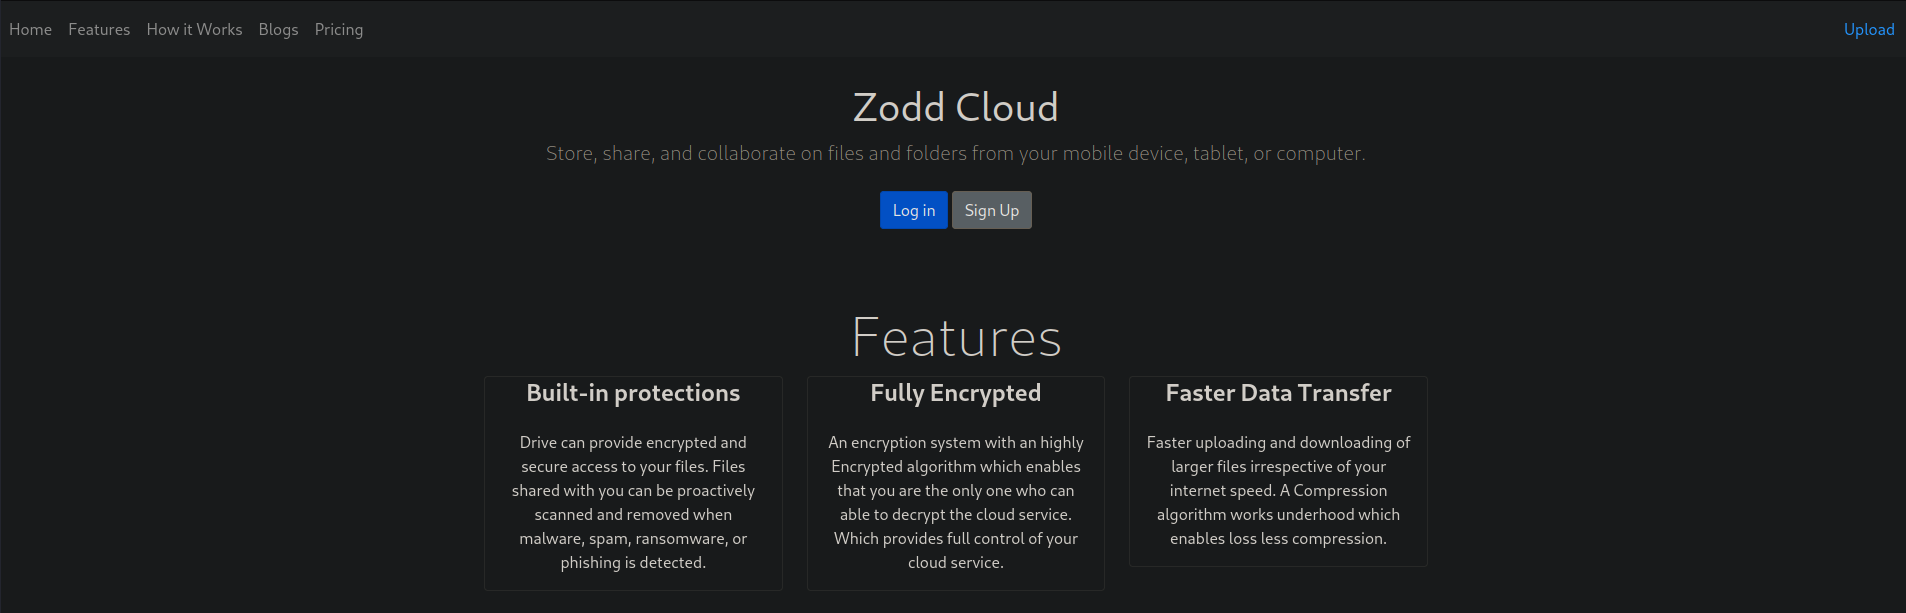 Home Features How it Works Blogs Pricing Upload
Zodd Cloud
Store, share, and collaborate on files and folders from your mobile device, tablet, or computer.
Log in Sign Up
Features
Built-in protections
Drive can provide encrypted and
secure access to your files. Files
shared with you can be proactively
scanned and removed when
malware, spam, ransomware, or
phishing is detected.
Fully Encrypted
An encryption system with an highly
Encrypted algorithm which enables
that you are the only one who can
able to decrypt the cloud service.
Which provides full control of your
cloud service.
Faster Data Transfer
Faster uploading and downloading of
larger files irrespective of your
internet speed. A Compression
algorithm works underhood which
enables loss less compression.